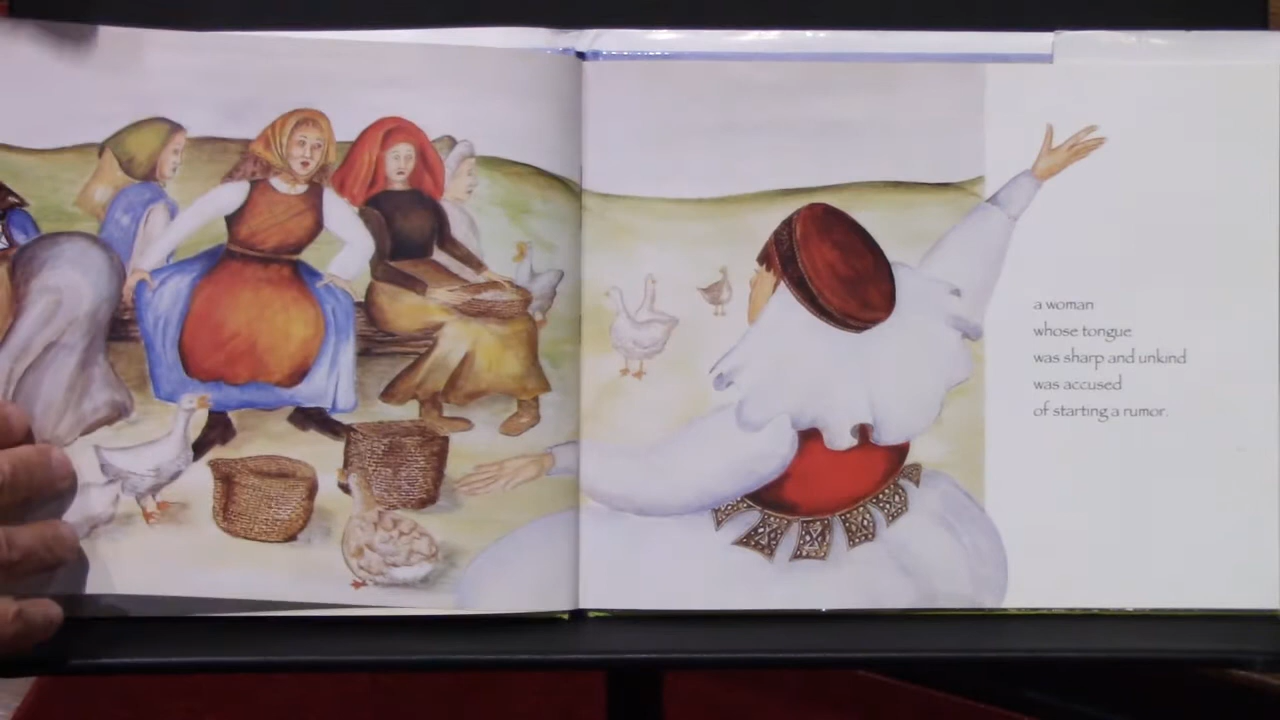 a woman
whose tongue
was sharp and unkind
was accused
of starting a rumor.